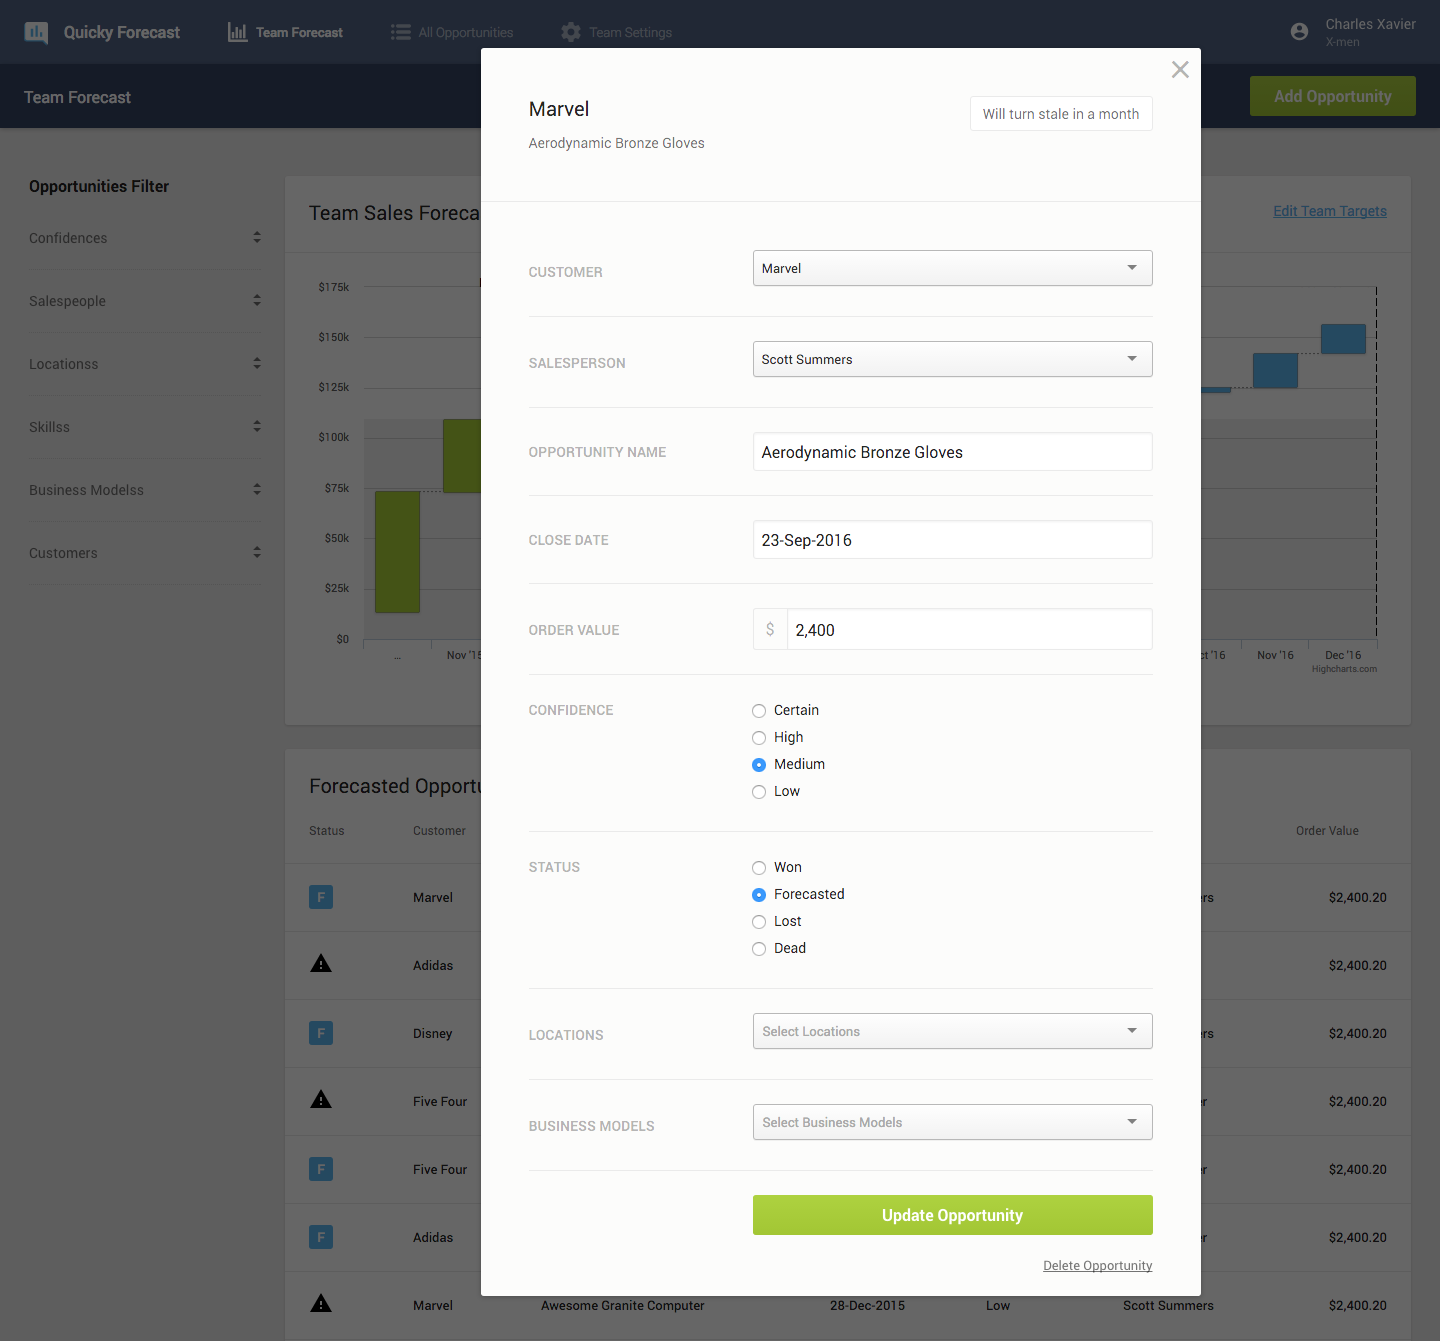 Quicky Forecast
Team Forecast
All Opportunities
Team Settings
Charles Xavier
X-men
Team Forecast
Add Opportunity
Marvel
Will turn stale in a month
Aerodynamic Bronze Gloves
Opportunities Filter
Confidences
Salespeople
Locationss
Skillss
Business Modelss
Customers
Team Sales Foreca
Edit Team Targets
$175k
$150k
$125k
$100k
$75k
$50k
$25k
$0
... Nov '15
ct '16 Nov '16 Dec '16
Highcharts.com
CUSTOMER Marvel
SALESPERSON Scott Summers
OPPORTUNITY NAME Aerodynamic Bronze Gloves
CLOSE DATE 23-Sep-2016
ORDER VALUE $ 2,400
CONFIDENCE Certain
High
Medium
Low
STATUS Won
Forecasted
Lost
Dead
LOCATIONS Select Locations
BUSINESS MODELS Select Business Models
Update Opportunity
Delete Opportunity
Forecasted Opport
Status Customer Order Value
F Marvel rs $2,400.20
Adidas $2,400.20
F Disney rs $2,400.20
Five Four r $2,400.20
F Five Four r $2,400.20
F Adidas r $2,400.20
Marvel Awesome Granite Computer 28-Dec-2015 Low Scott Summers $2,400.20